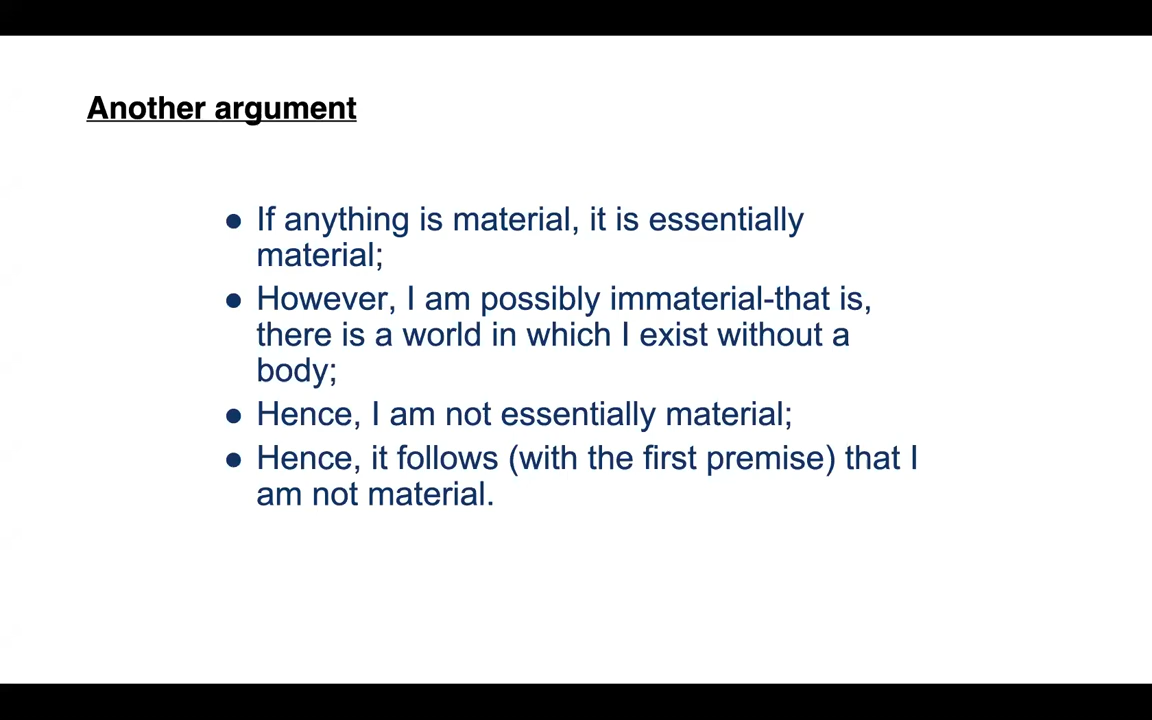 Another argument
● If anything is material, it is essentially
material;
● However, I am possibly immaterial-that is,
there is a world in which I exist without a
body;
● Hence, I am not essentially material;
● Hence, it follows (with the first premise) that I
am not material.